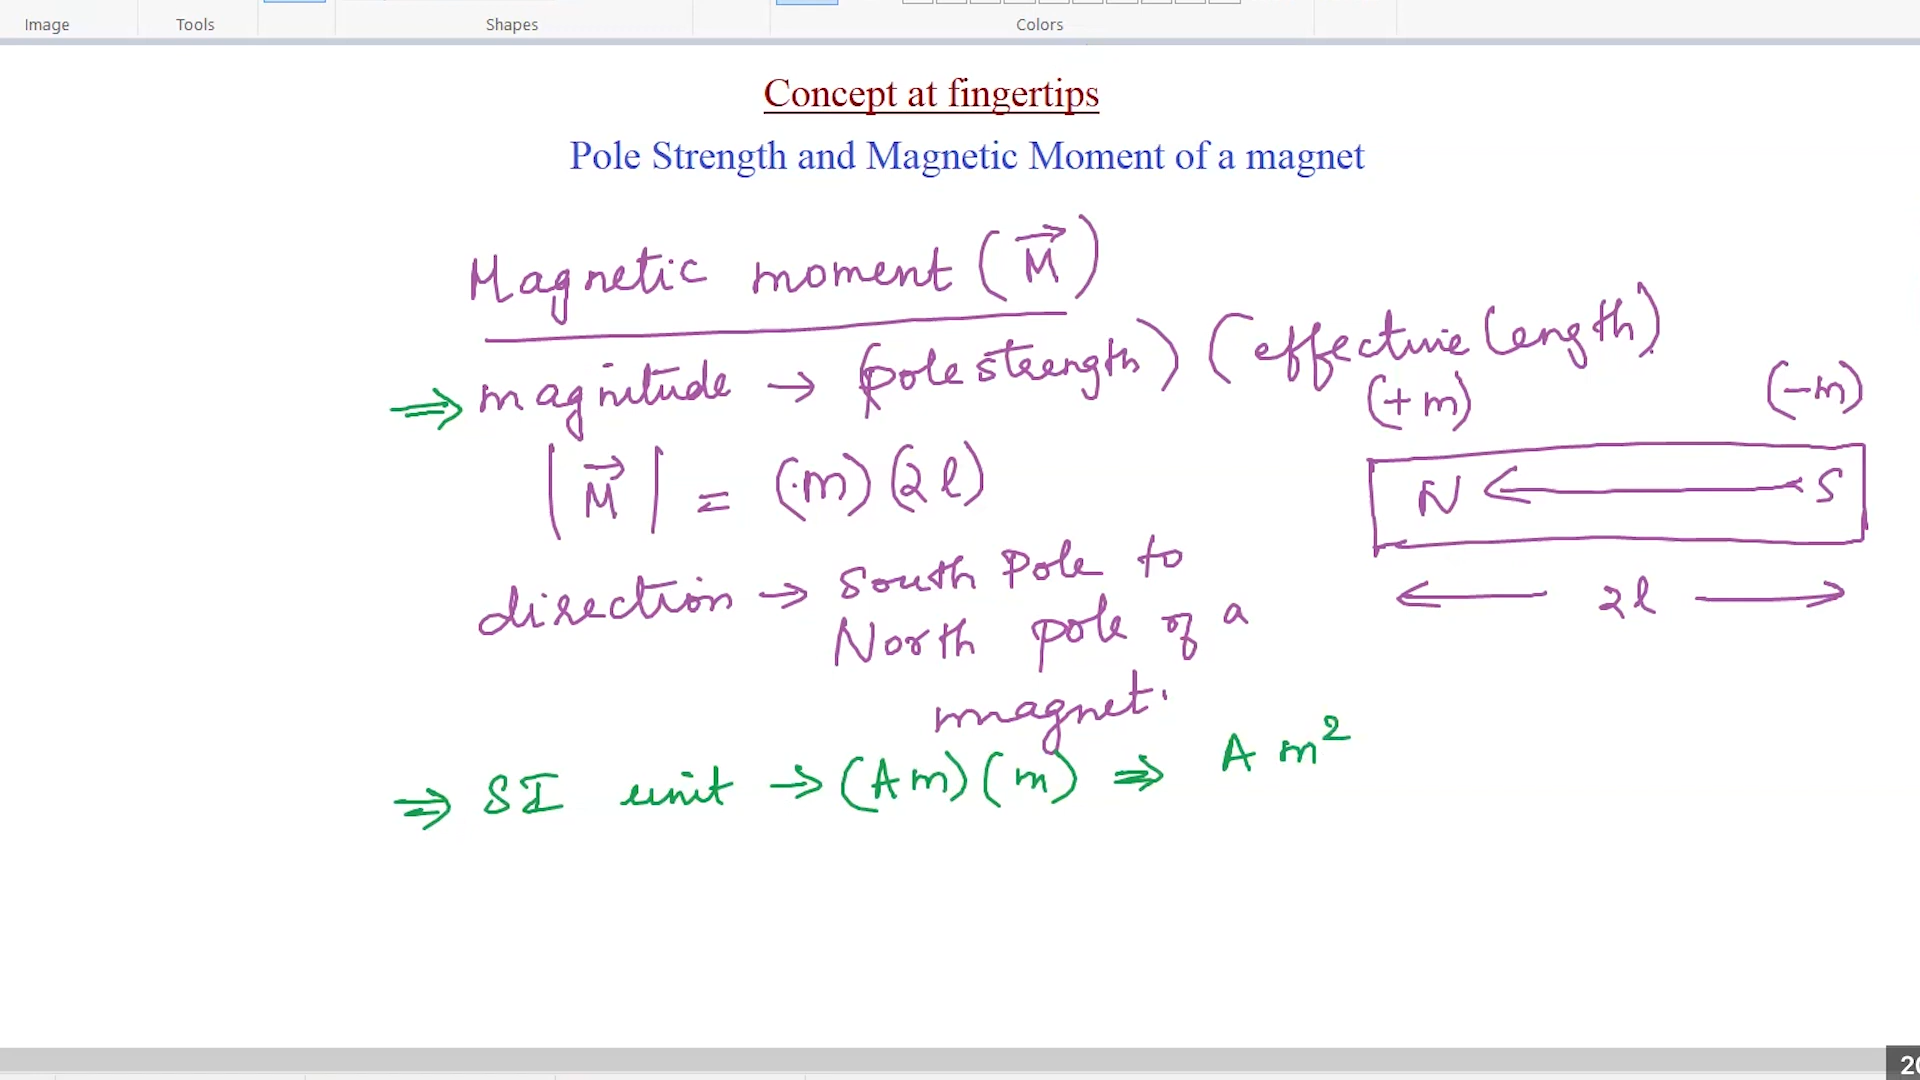 Image Tools Shapes Colors
Concept at fingertips
Pole Strength and Magnetic Moment of a magnet
Magnetic moment (M⃗)
⇒ magnitude → (pole strength) (effective length)
(+m) (-m)
|M⃗| = (m)(2l)
N ← S
direction → South Pole to
North pole of a
magnet.
← 2l →
⇒ SI unit → (Am)(m) ⇒ A m²